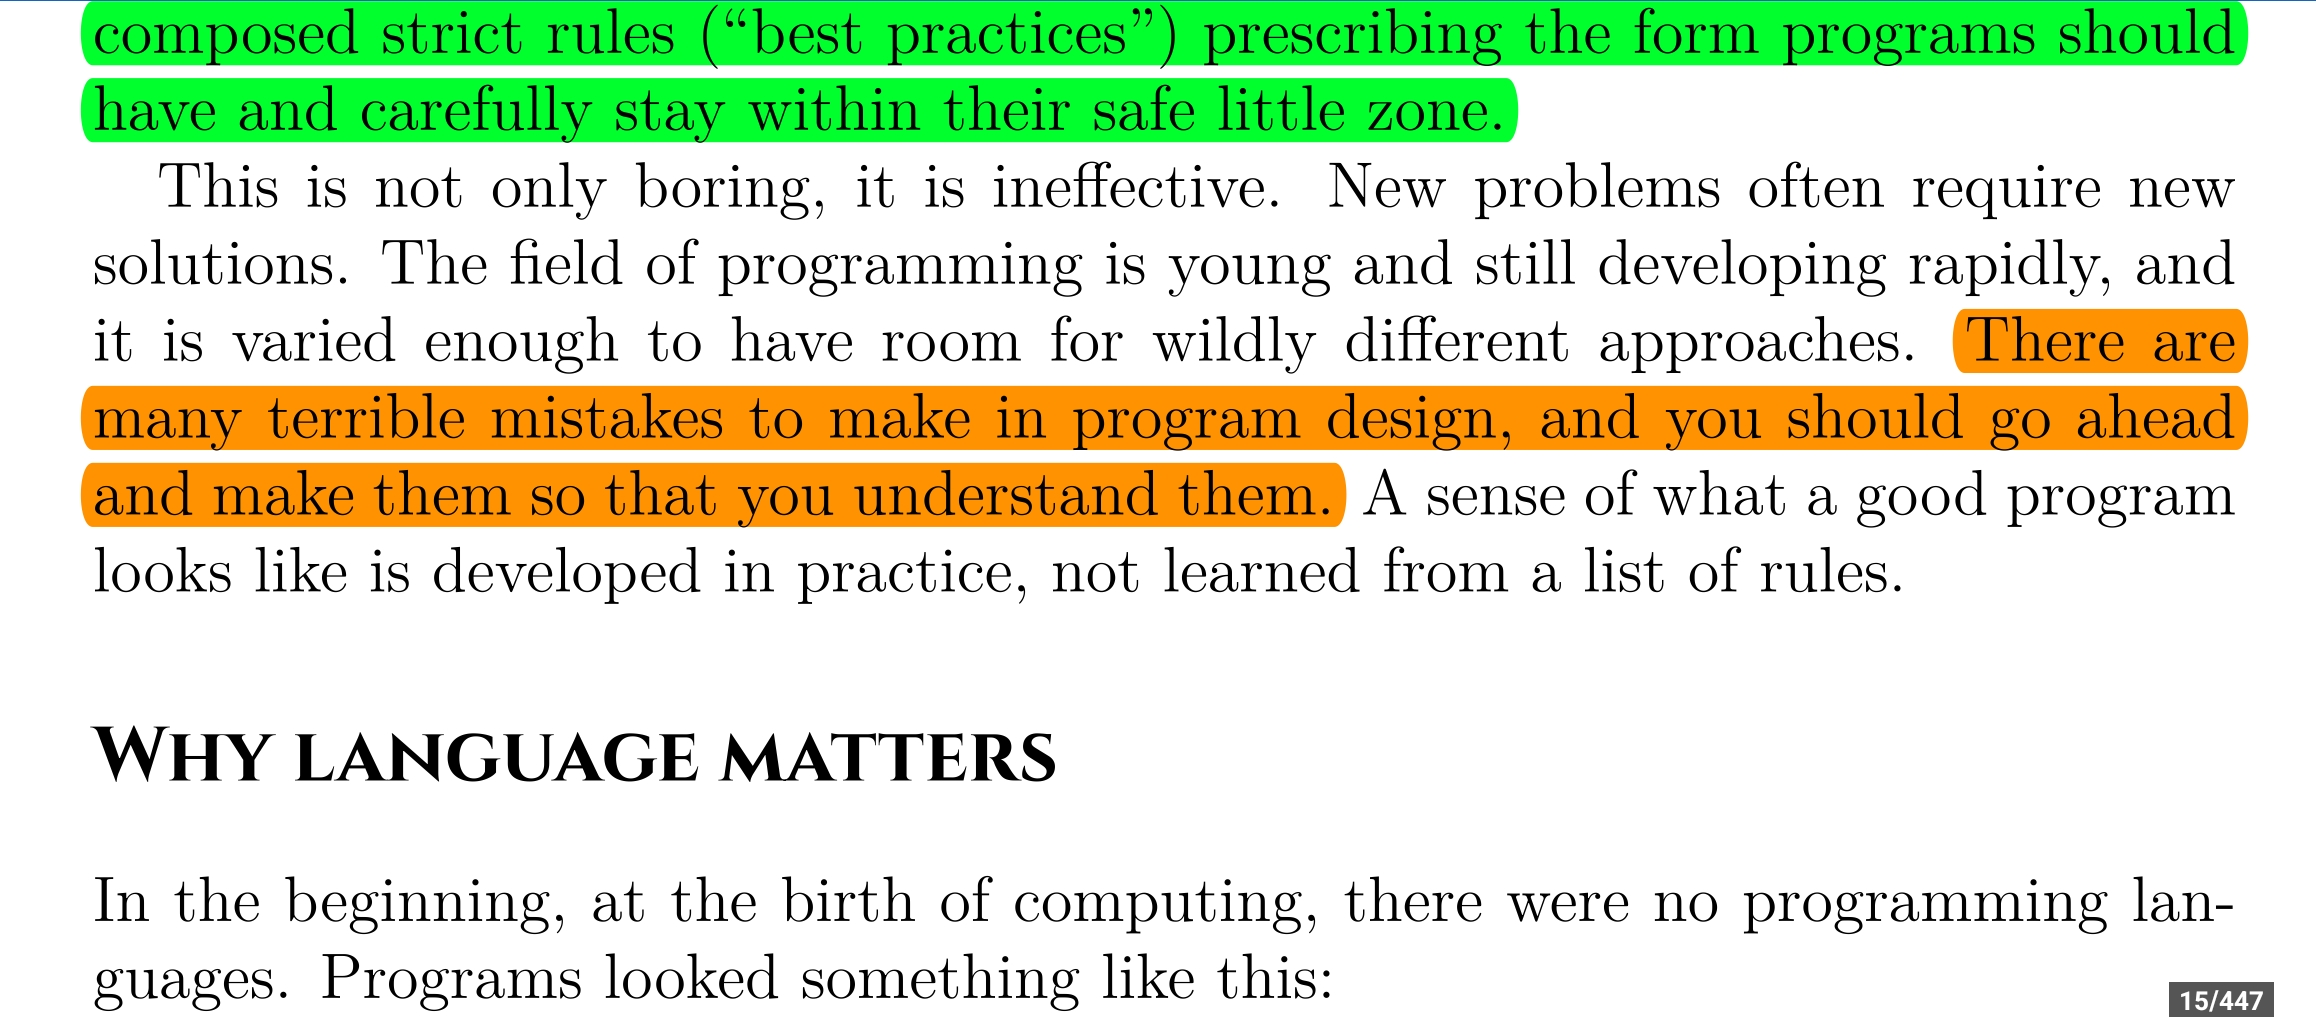 composed strict rules (“best practices”) prescribing the form programs should
have and carefully stay within their safe little zone.
This is not only boring, it is ineffective. New problems often require new
solutions. The field of programming is young and still developing rapidly, and
it is varied enough to have room for wildly different approaches. There are
many terrible mistakes to make in program design, and you should go ahead
and make them so that you understand them. A sense of what a good program
looks like is developed in practice, not learned from a list of rules.
Why language matters
In the beginning, at the birth of computing, there were no programming lan-
guages. Programs looked something like this:
15/447